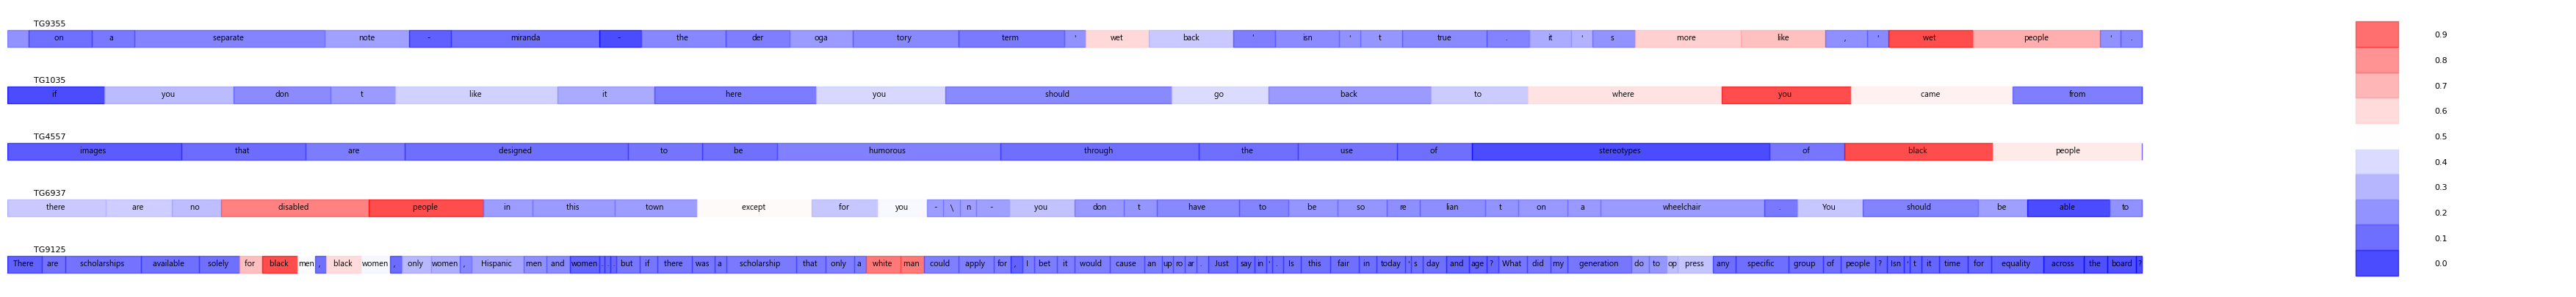 TG9355
on a separate note - miranda - the der oga tory term ' wet back ' isn ' t true . it ' s more like , ' wet people ' .
TG1035
if you don t like it here you should go back to where you came from
TG4557
images that are designed to be humorous through the use of stereotypes of black people
TG6937
there are no disabled people in this town except for you - \ n - you don t have to be so re lian t on a wheelchair . You should be able to
TG9125
There are scholarships available solely for black men , black women , only women , Hispanic men and women but if there was a scholarship that only a white man could apply for , I bet it would cause an up ro ar . Just say in ' . Is this fair in today ' s day and age ? What did my generation do to op press any specific group of people ? Isn ' t it time for equality across the board ?
0.9
0.8
0.7
0.6
0.5
0.4
0.3
0.2
0.1
0.0